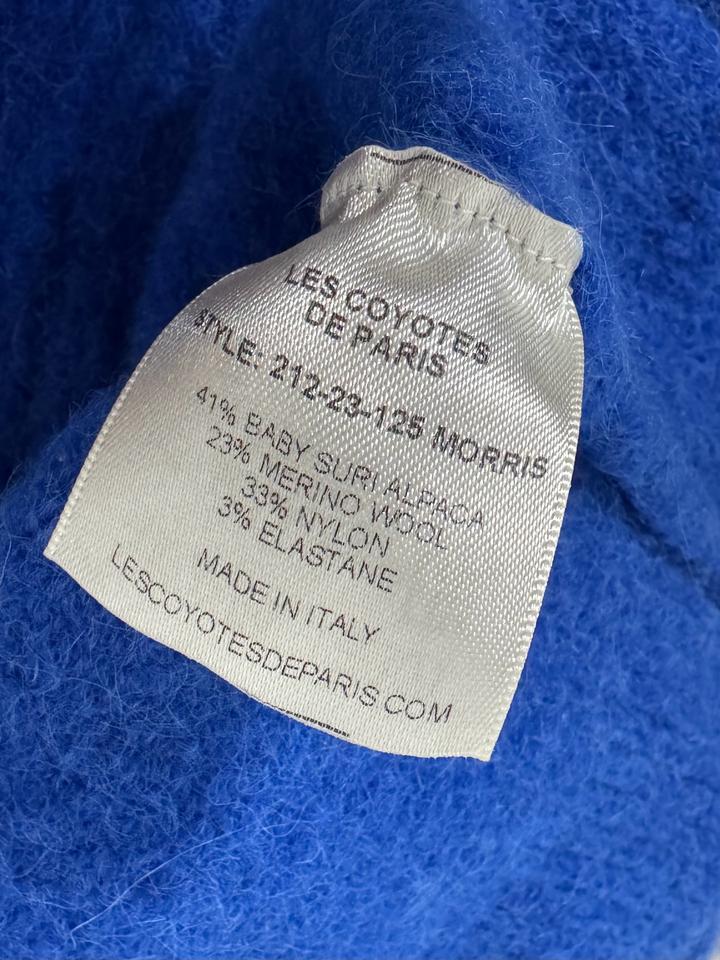 LES COYOTES
DE PARIS
STYLE: 212-23-125 MORRIS
41% BABY SURI ALPACA
23% MERINO WOOL
33% NYLON
3% ELASTANE
MADE IN ITALY
LESCOYOTESDEPARIS.COM